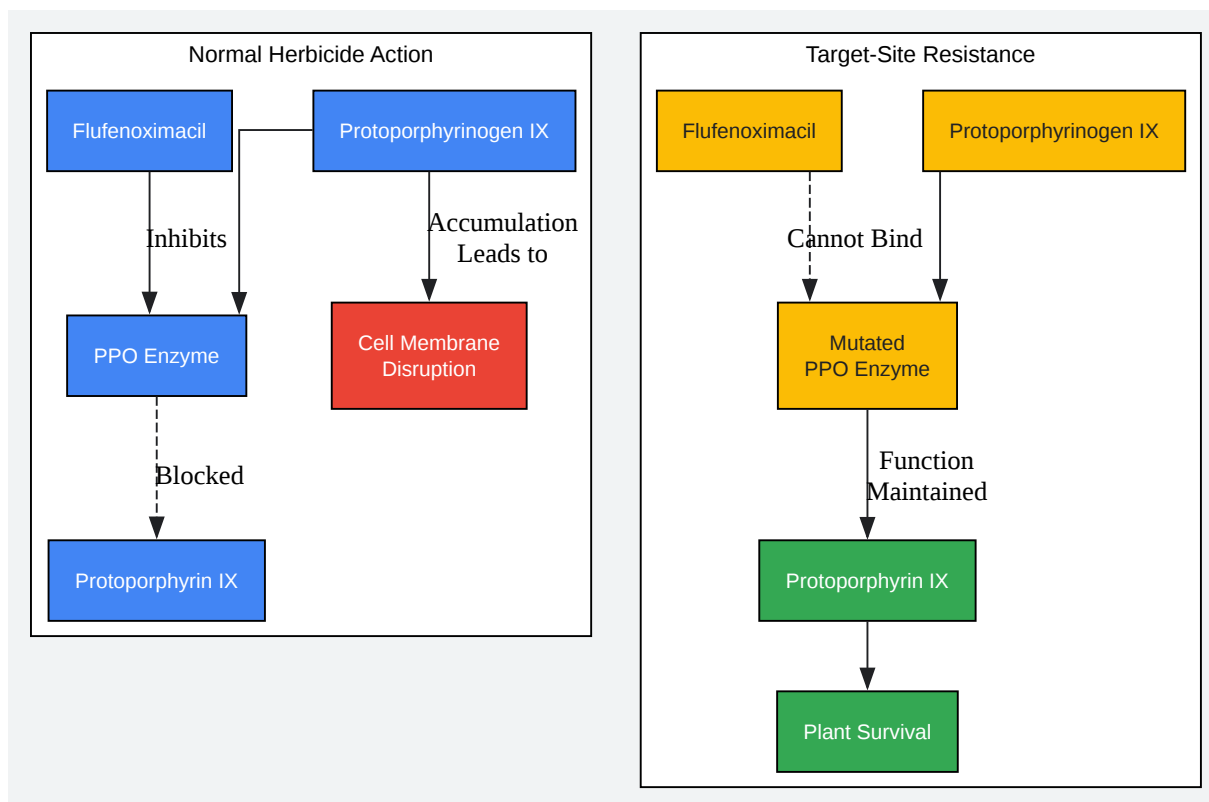 Normal Herbicide Action
Flufenoximacil
Protoporphyrinogen IX
Inhibits
Accumulation
Leads to
PPO Enzyme
Cell Membrane
Disruption
Blocked
Protoporphyrin IX
Target-Site Resistance
Flufenoximacil
Protoporphyrinogen IX
Cannot Bind
Mutated
PPO Enzyme
Function
Maintained
Protoporphyrin IX
Plant Survival